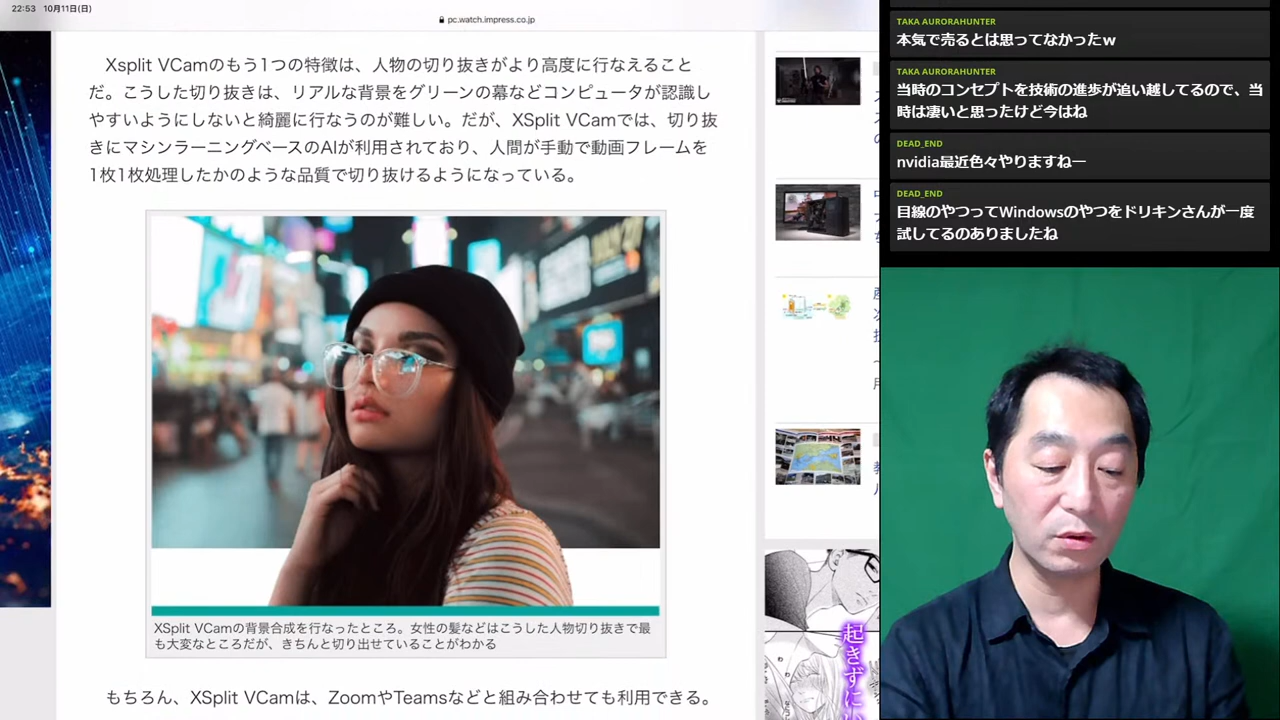 22:53 10月11日(日)
pc.watch.impress.co.jp
Xsplit VCamのもう1つの特徴は、人物の切り抜きがより高度に行なえること
だ。こうした切り抜きは、リアルな背景をグリーンの幕などコンピュータが認識し
やすいようにしないと綺麗に行なうのが難しい。だが、XSplit VCamでは、切り抜
きにマシンラーニングベースのAIが利用されており、人間が手動で動画フレームを
1枚1枚処理したかのような品質で切り抜けるようになっている。
XSplit VCamの背景合成を行なったところ。女性の髪などはこうした人物切り抜きで最
も大変なところだが、きちんと切り出せていることがわかる
もちろん、XSplit VCamは、ZoomやTeamsなどと組み合わせても利用できる。
起きずに
TAKA AURORAHUNTER
本気で売るとは思ってなかったw
TAKA AURORAHUNTER
当時のコンセプトを技術の進歩が追い越してるので、当
時は凄いと思ったけど今はね
DEAD_END
nvidia最近色々やりますねー
DEAD_END
目線のやつってWindowsのやつをドリキンさんが一度
試してるのありましたね